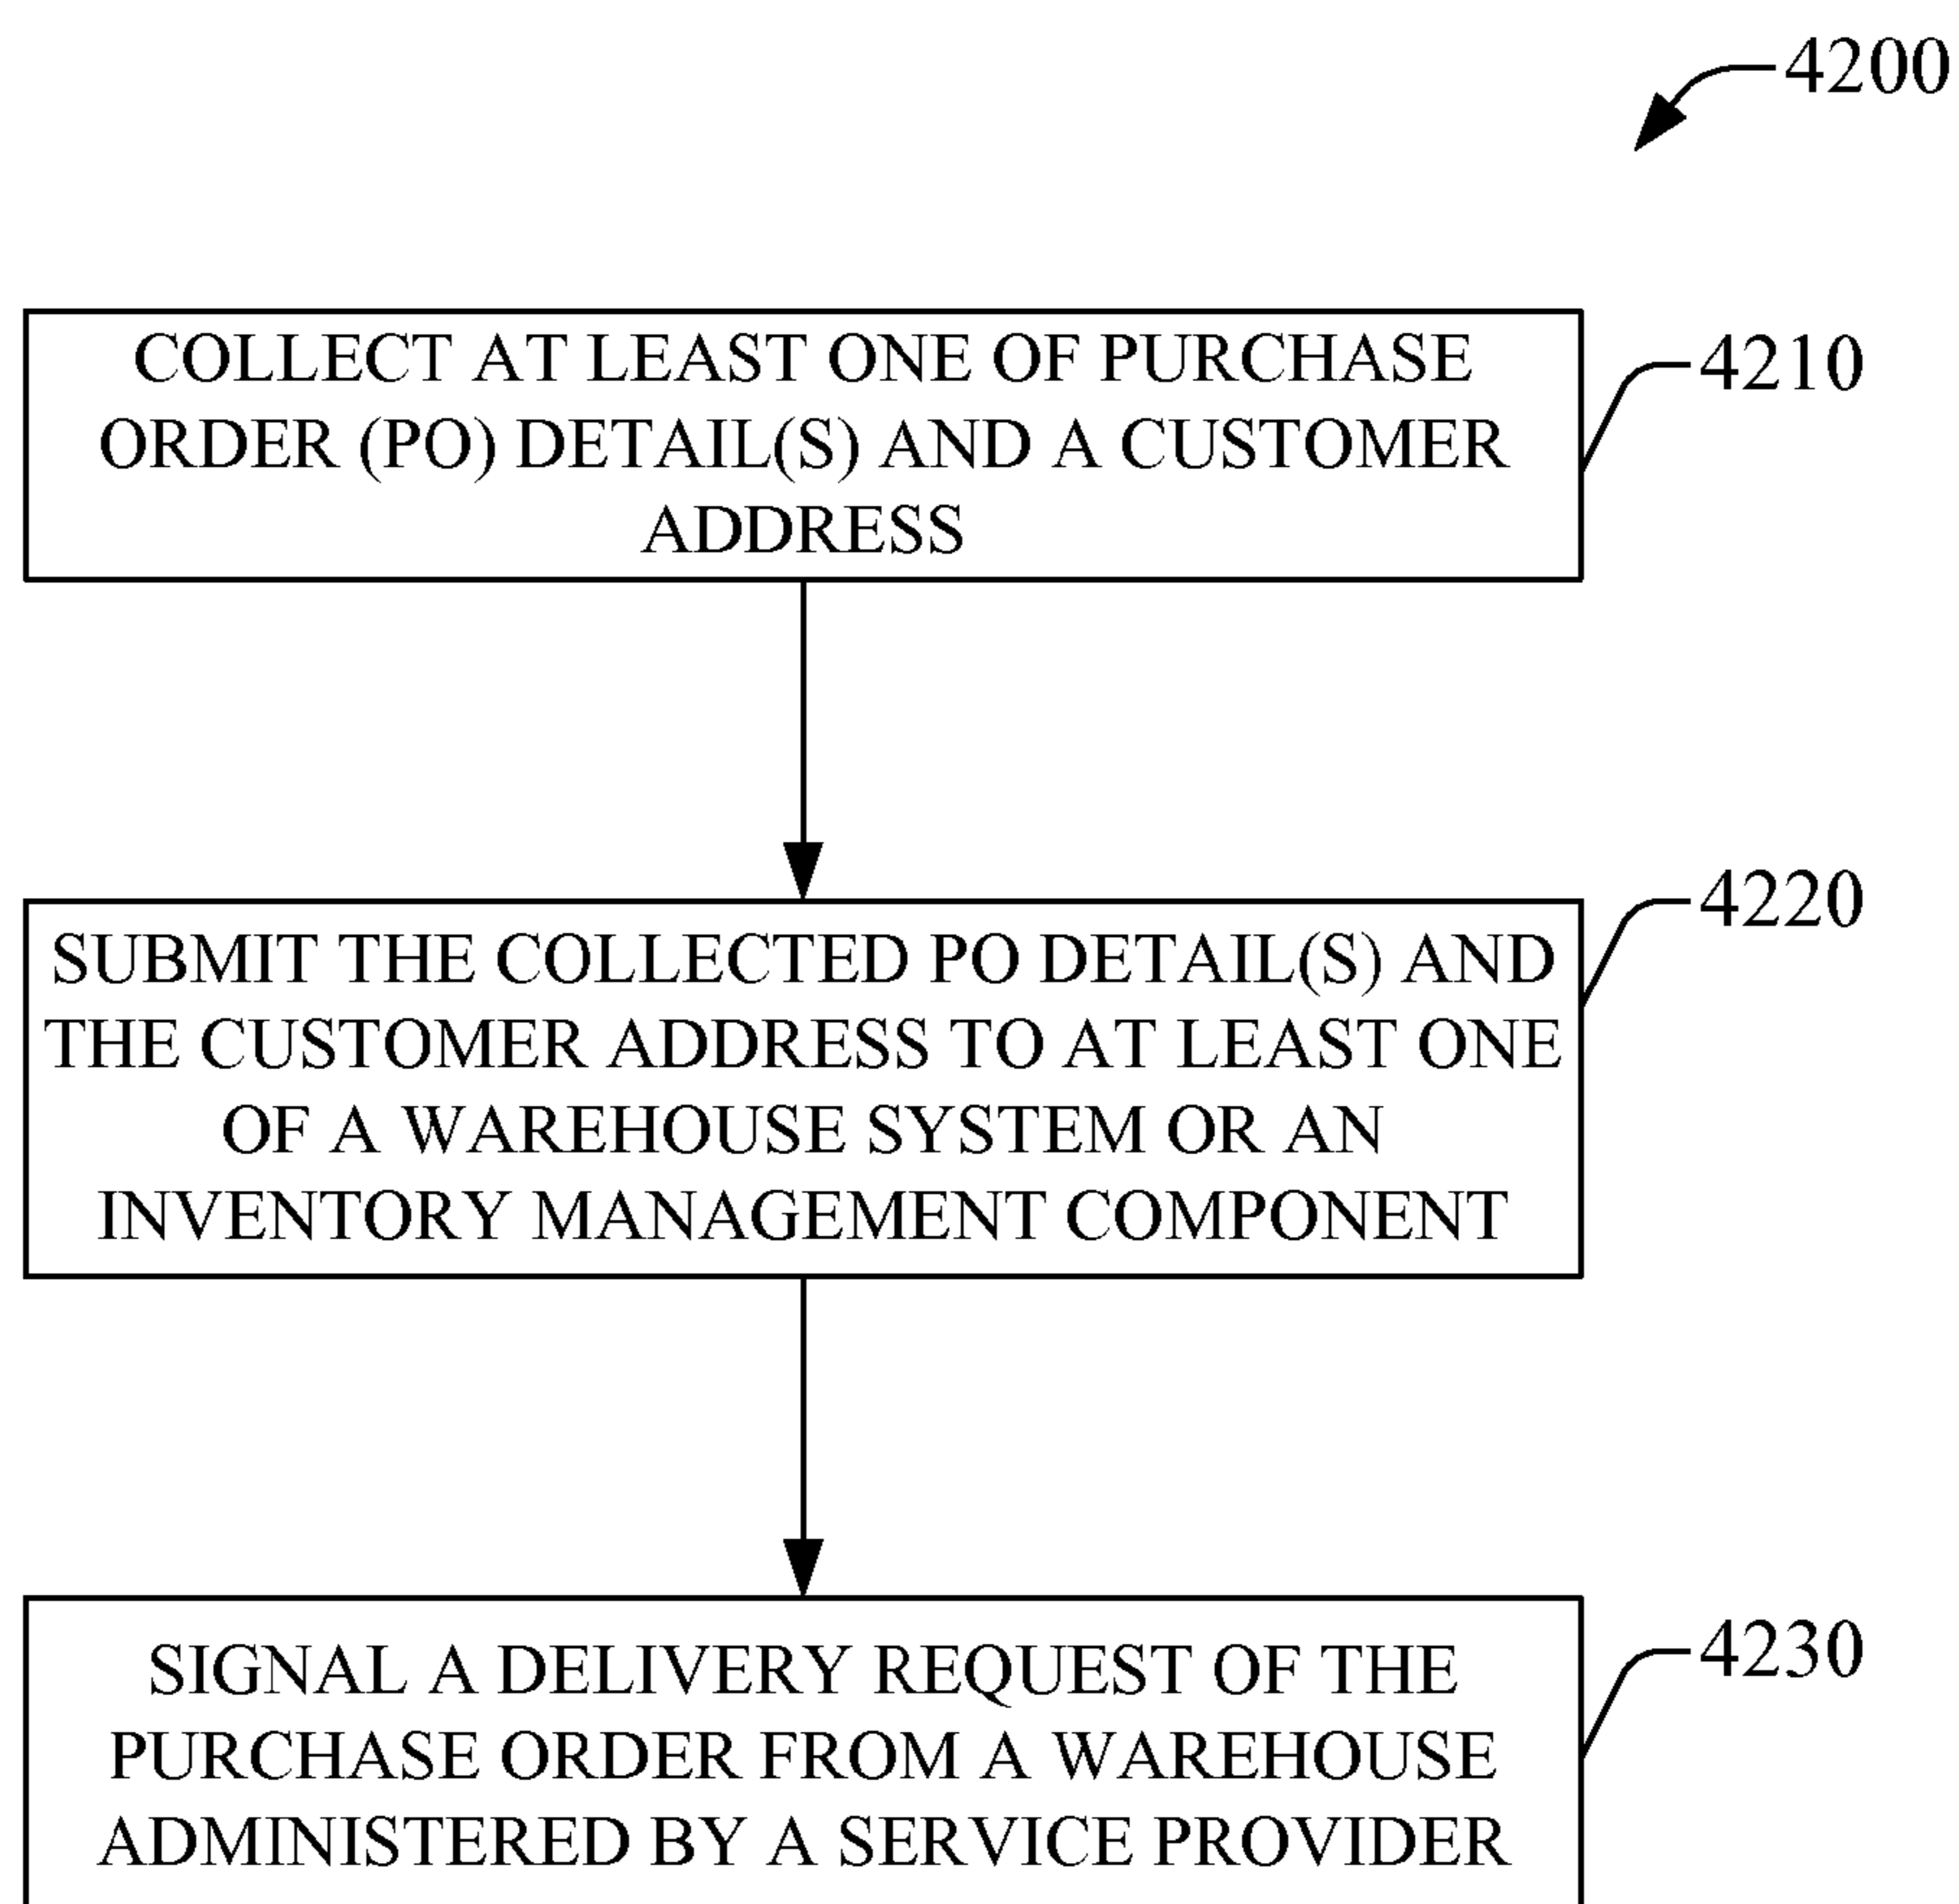 4200
COLLECT AT LEAST ONE OF PURCHASE
ORDER (PO) DETAIL(S) AND A CUSTOMER
ADDRESS
4210
SUBMIT THE COLLECTED PO DETAIL(S) AND
THE CUSTOMER ADDRESS TO AT LEAST ONE
OF A WAREHOUSE SYSTEM OR AN
INVENTORY MANAGEMENT COMPONENT
4220
SIGNAL A DELIVERY REQUEST OF THE
PURCHASE ORDER FROM A WAREHOUSE
ADMINISTERED BY A SERVICE PROVIDER
4230